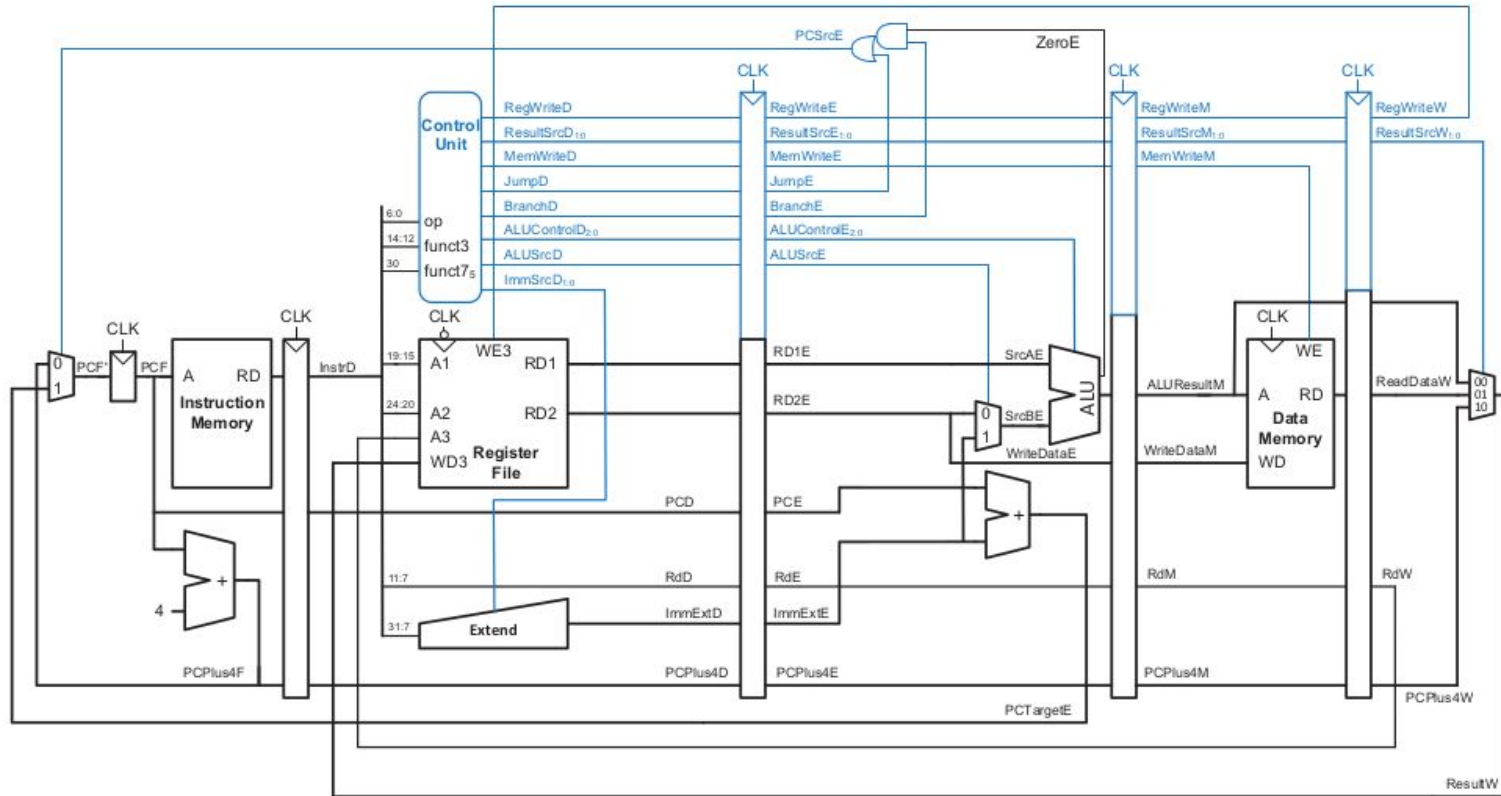 PCSrcE
ZeroE
CLK
CLK
CLK
Control Unit
RegWriteD
RegWriteE
RegWriteM
RegWriteW
ResultSrcD1:0
ResultSrcE1:0
ResultSrcM1:0
ResultSrcW1:0
MemWriteD
MemWriteE
MemWriteM
JumpD
JumpE
6:0
op
BranchD
BranchE
14:12
funct3
ALUControlD2:0
ALUControlE2:0
30
funct75
ALUSrcD
ALUSrcE
ImmSrcD1:0
CLK
CLK
CLK
CLK
0
1
PCF'
PCF
A
RD
Instruction Memory
InstrD
19:15
A1
WE3
RD1
RD1E
SrcAE
24:20
A2
RD2
RD2E
0
1
SrcBE
ALU
ALUResultM
A
WE
RD
Data Memory
WD
ReadDataW
00
01
10
A3
WD3
Register File
WriteDataE
WriteDataM
PCD
PCE
+
+
4
11:7
RdD
RdE
RdM
RdW
31:7
Extend
ImmExtD
ImmExtE
PCPlus4F
PCPlus4D
PCPlus4E
PCPlus4M
PCPlus4W
PCTargetE
ResultW